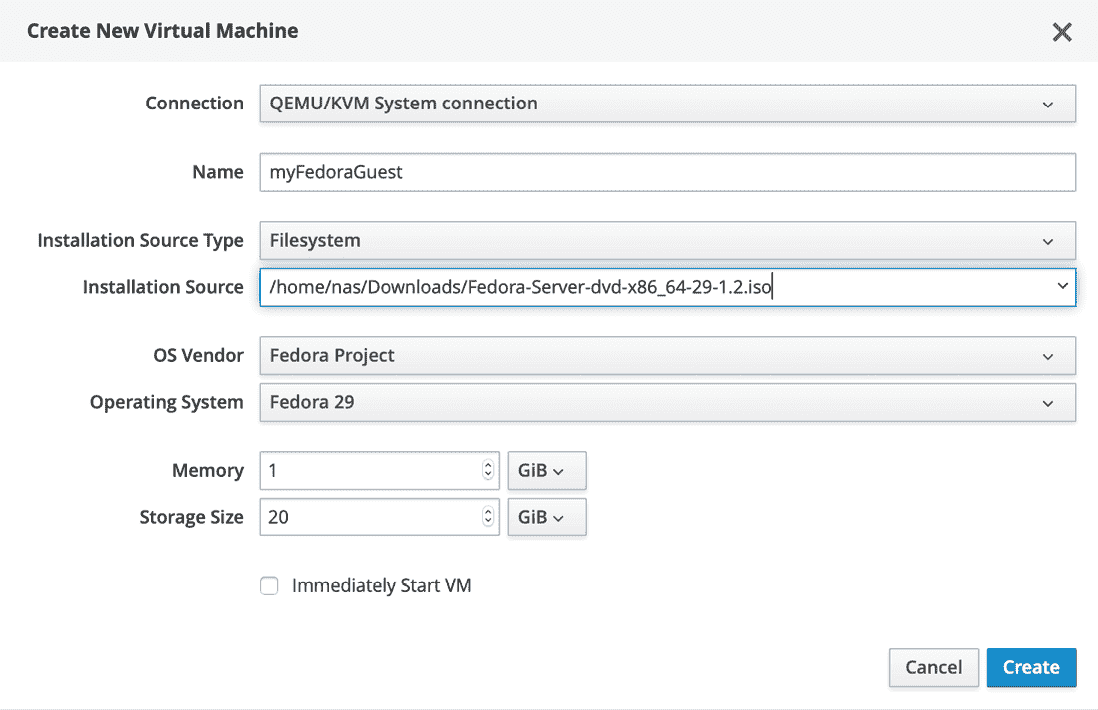 Create New Virtual Machine
Connection QEMU/KVM System connection
Name myFedoraGuest
Installation Source Type Filesystem
Installation Source /home/nas/Downloads/Fedora-Server-dvd-x86_64-29-1.2.iso
OS Vendor Fedora Project
Operating System Fedora 29
Memory 1 GiB
Storage Size 20 GiB
Immediately Start VM
Cancel Create